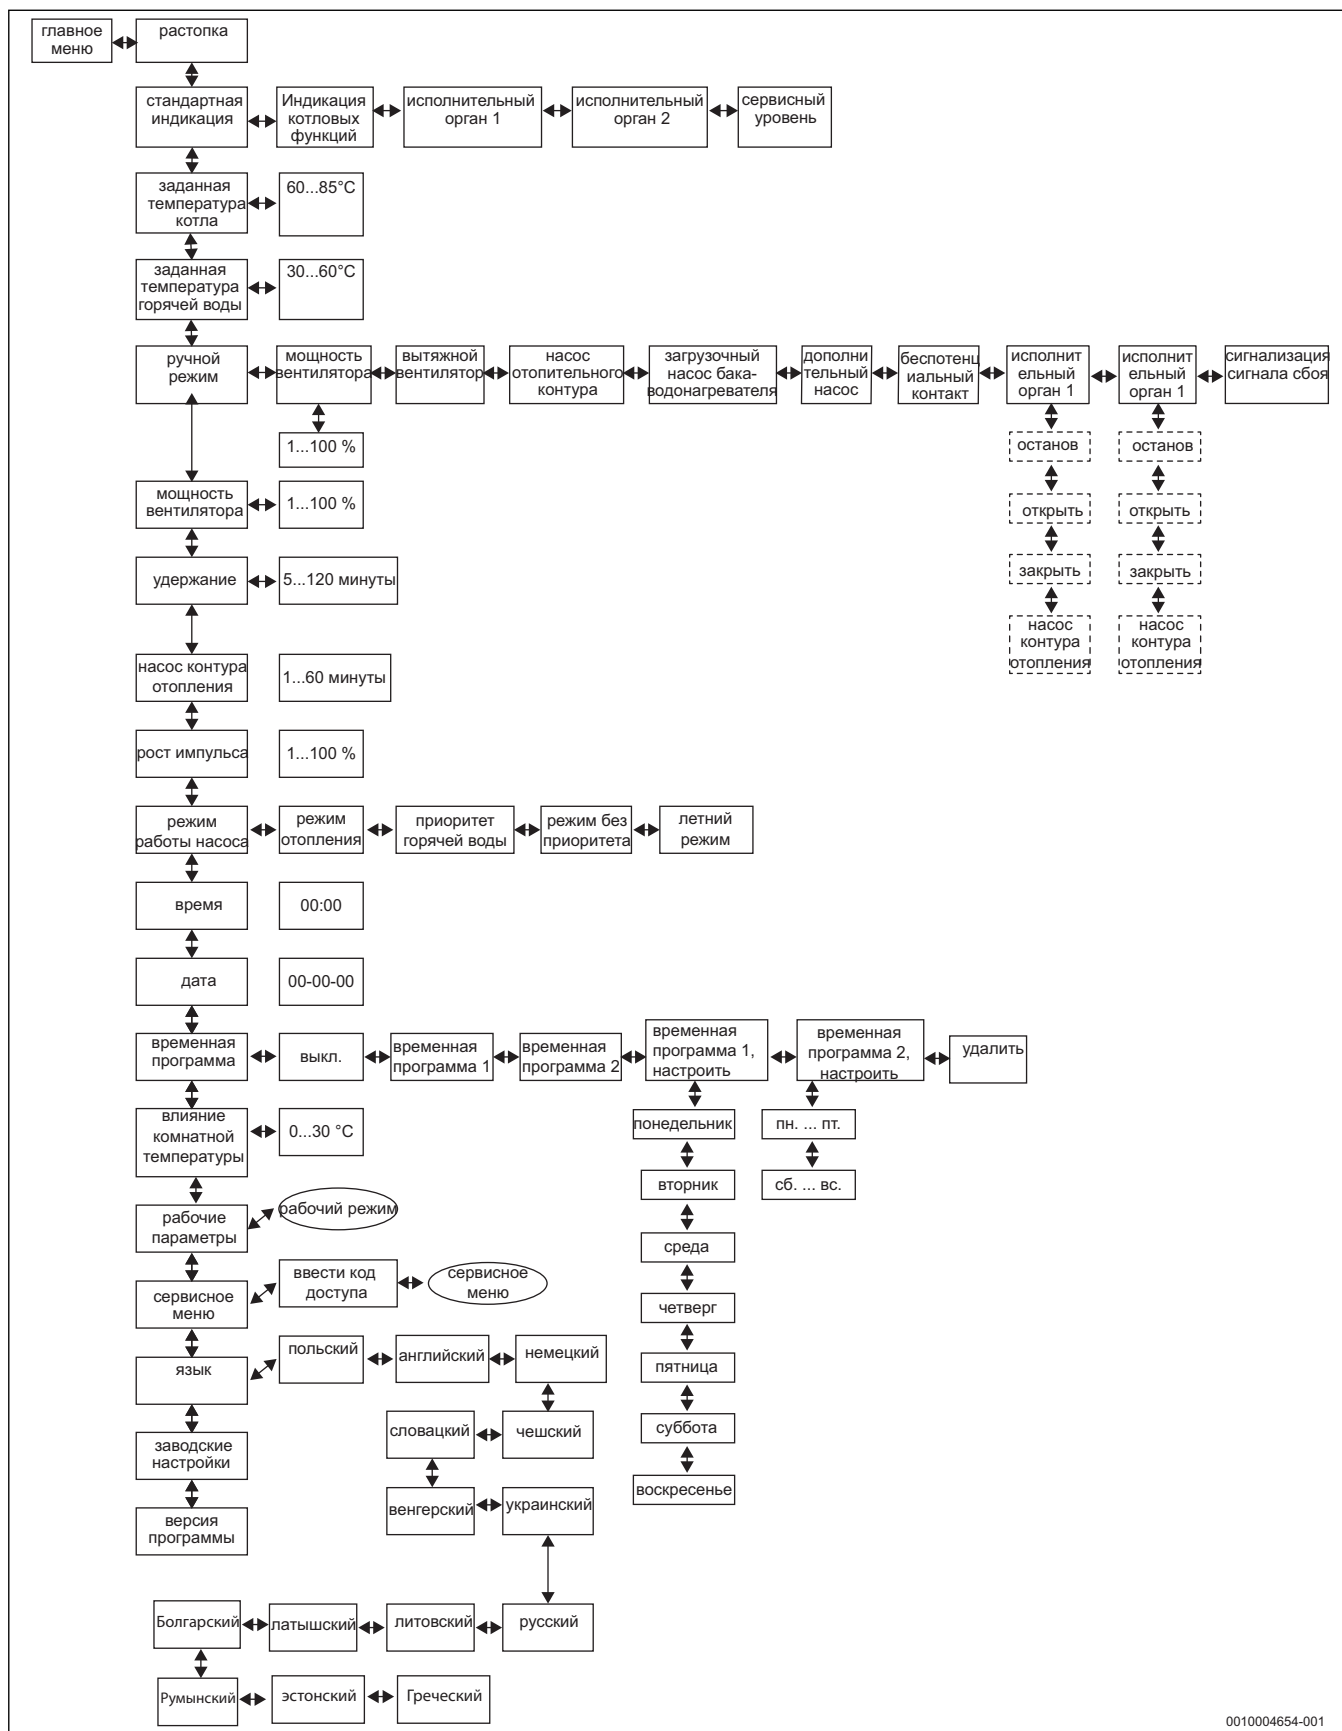 главное
меню
растопка
стандартная
индикация
Индикация
котловых
функций
исполнительный
орган 1
исполнительный
орган 2
сервисный
уровень
заданная
температура
котла
60...85°C
заданная
температура
горячей воды
30...60°C
ручной
режим
мощность
вентилятора
вытяжной
вентилятор
насос
отопительного
контура
загрузочный
насос бака-
водонагревателя
дополни
тельный
насос
беспотенц
иальный
контакт
исполнит
ельный
орган 1
исполнит
ельный
орган 1
сигнализация
сигнала сбоя
1...100 %
останов
открыть
закрыть
насос
контура
отопления
останов
открыть
закрыть
насос
контура
отопления
мощность
вентилятора
1...100 %
удержание
5...120 минуты
насос контура
отопления
1...60 минуты
рост импульса
1...100 %
режим
работы насоса
режим
отопления
приоритет
горячей воды
режим без
приоритета
летний
режим
время
00:00
дата
00-00-00
временная
программа
выкл.
временная
программа 1
временная
программа 2
временная
программа 1,
настроить
временная
программа 2,
настроить
удалить
понедельник
вторник
среда
четверг
пятница
суббота
воскресенье
пн. ... пт.
сб. ... вс.
влияние
комнатной
температуры
0...30 °C
рабочие
параметры
рабочий режим
сервисное
меню
ввести код
доступа
сервисное
меню
язык
польский
английский
немецкий
словацкий
чешский
венгерский
украинский
заводские
настройки
версия
программы
Болгарский
латышский
литовский
русский
Румынский
эстонский
Греческий
0010004654-001